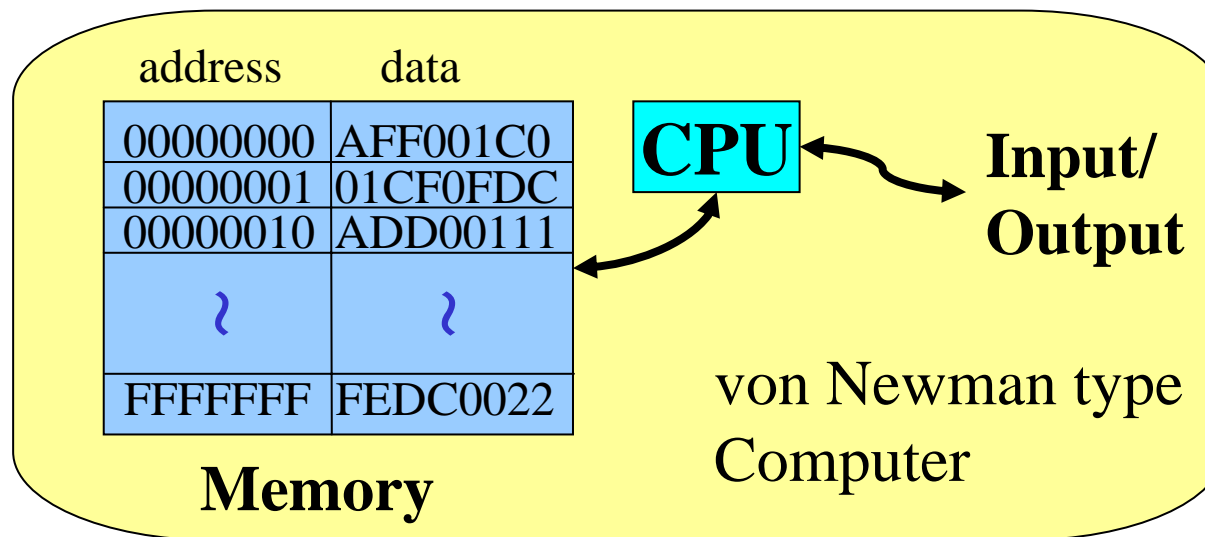 address data
00000000 AFF001C0
00000001 01CF0FDC
00000010 ADD00111
~ ~
FFFFFFF FEDC0022
Memory
CPU
Input/
Output
von Newman type
Computer